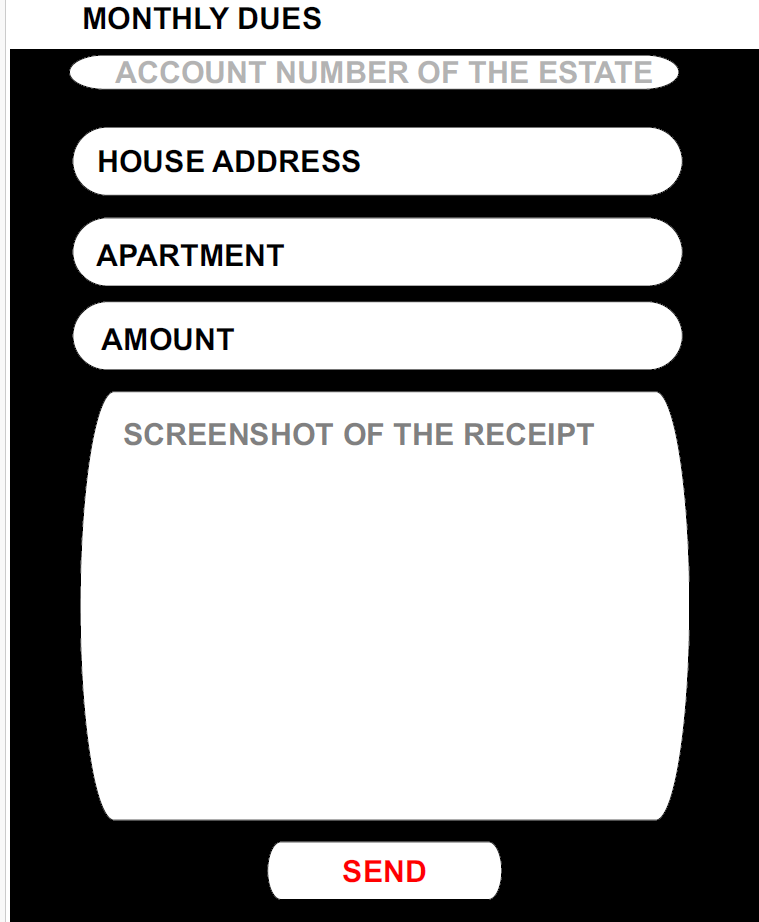 MONTHLY DUES
ACCOUNT NUMBER OF THE ESTATE
HOUSE ADDRESS
APARTMENT
AMOUNT
SCREENSHOT OF THE RECEIPT
SEND